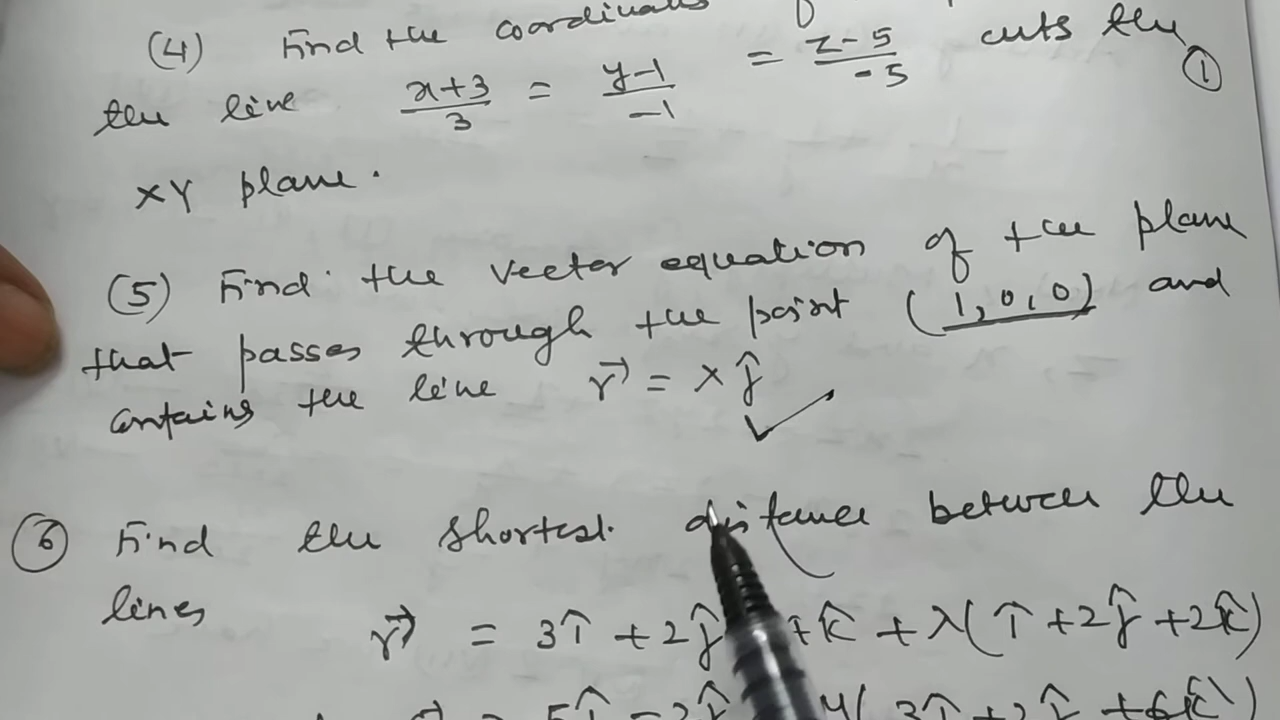 (4) Find the coordinates
the line x+3/3 = y-1/-1 = z-5/-5 cuts the
①
XY plane.
(5) Find the vector equation of the plane
that passes through the point (1,0,0) and
contains the line r⃗ = λ ĵ
⑥ Find the shortest distance between the
lines r⃗ = 3î + 2ĵ + k̂ + λ(î + 2ĵ + 2k̂)